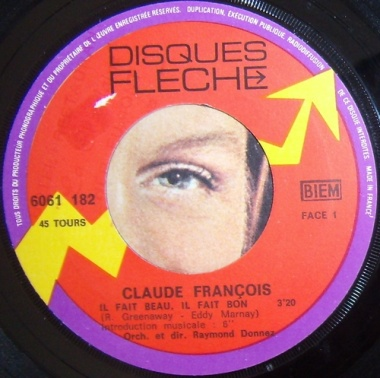 TOUS DROITS DU PRODUCTEUR PHONOGRAPHIQUE ET DU PROPRIÉTAIRE DE L'ŒUVRE ENREGISTRÉE RÉSERVÉS. DUPLICATION, EXÉCUTION PUBLIQUE, RADIODIFFUSION DE CE DISQUE INTERDITES. MADE IN FRANCE
DISQUES
FLECHE
6061 182
45 TOURS
BIEM
FACE 1
CLAUDE FRANÇOIS
IL FAIT BEAU, IL FAIT BON 3'20
(R. Greenaway - Eddy Marnay)
Introduction musicale : 8"
Orch. et dir. Raymond Donnez